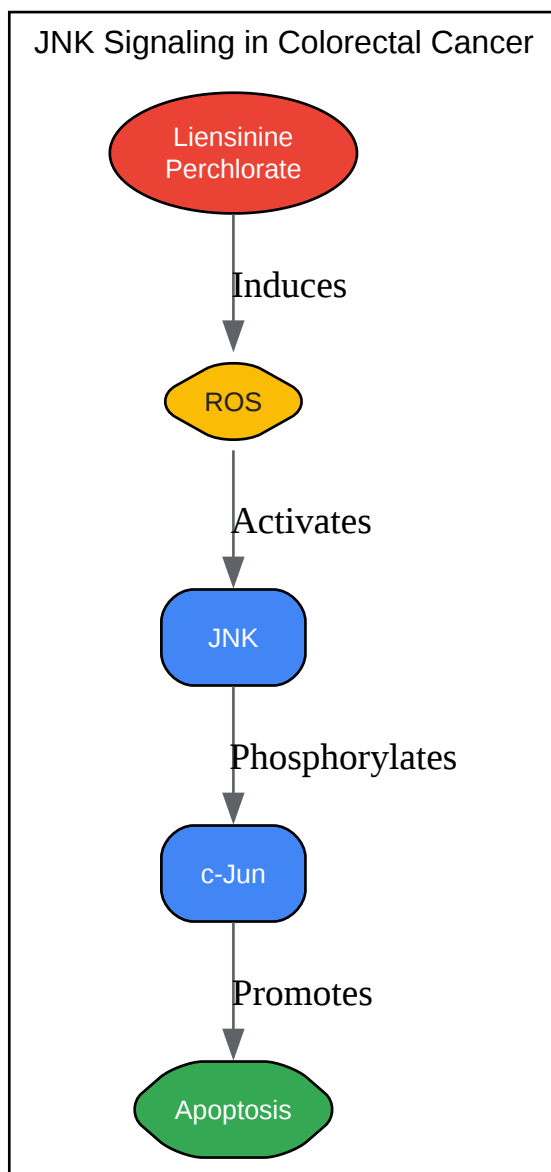 JNK Signaling in Colorectal Cancer
Liensinine
Perchlorate
Induces
ROS
Activates
JNK
Phosphorylates
c-Jun
Promotes
Apoptosis